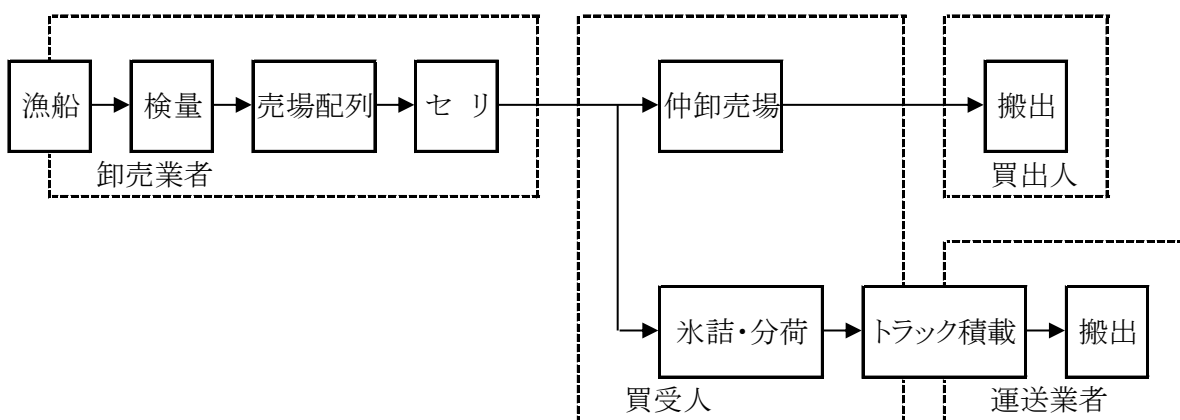 漁船
検量
売場配列
セリ
仲卸売場
搬出
卸売業者
買出人
氷詰・分荷
トラック積載
搬出
買受人
運送業者